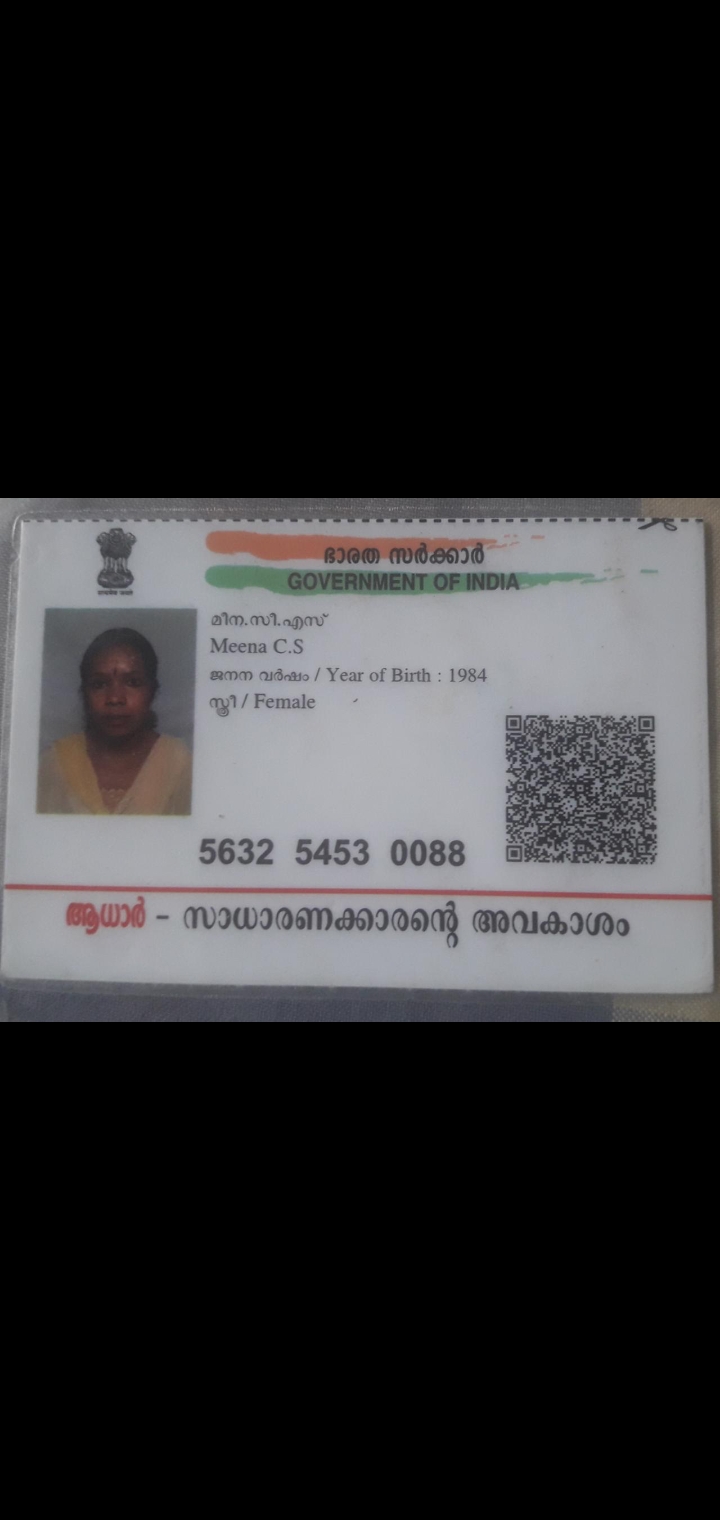 ഭാരത സർക്കാർ
GOVERNMENT OF INDIA
മീന.സി.എസ്
Meena C.S
ജനന വർഷം / Year of Birth : 1984
സ്ത്രീ / Female
5632 5453 0088
ആധാർ - സാധാരണക്കാരന്റെ അവകാശം